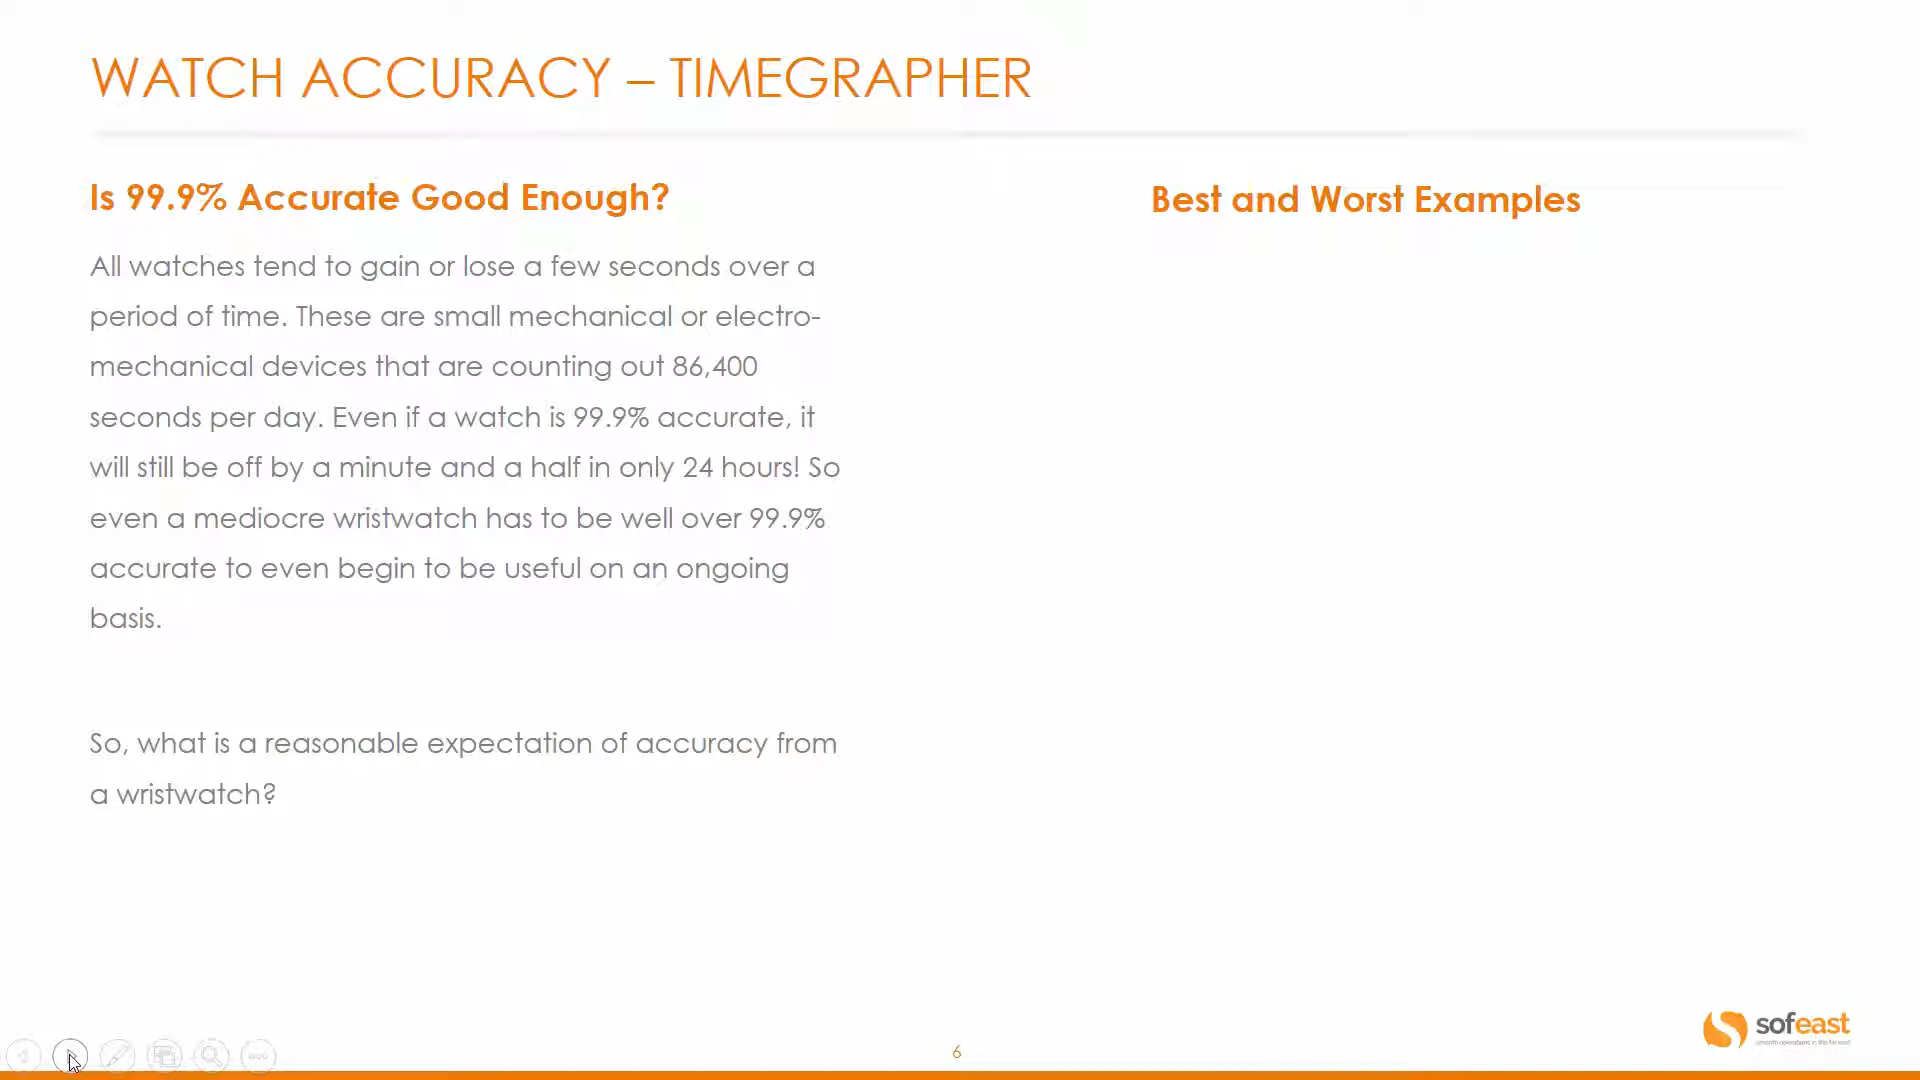 WATCH ACCURACY – TIMEGRAPHER
Is 99.9% Accurate Good Enough?
All watches tend to gain or lose a few seconds over a
period of time. These are small mechanical or electro-
mechanical devices that are counting out 86,400
seconds per day. Even if a watch is 99.9% accurate, it
will still be off by a minute and a half in only 24 hours! So
even a mediocre wristwatch has to be well over 99.9%
accurate to even begin to be useful on an ongoing
basis.
So, what is a reasonable expectation of accuracy from
a wristwatch?
Best and Worst Examples
6
sofeast